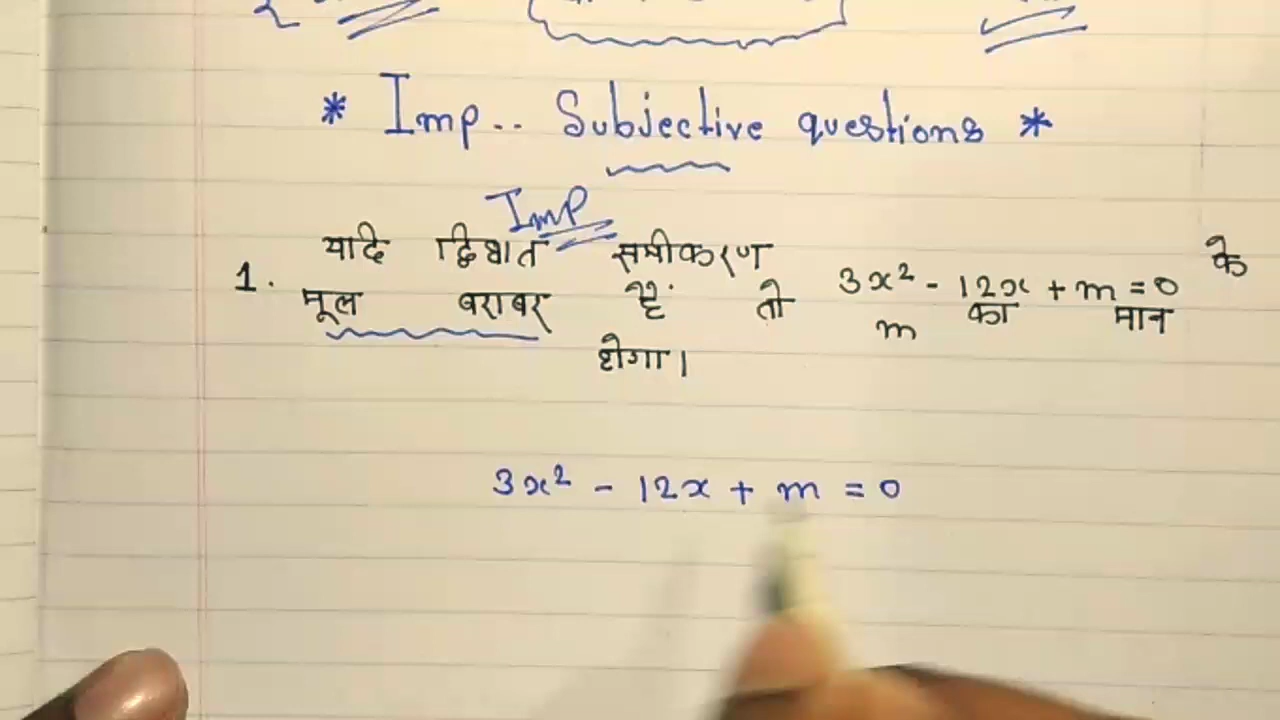 * Imp.. Subjective questions *
Imp
1. यदि द्विघात समीकरण 3x² - 12x + m = 0 के
मूल बराबर हैं तो m का मान
होगा।
3x² - 12x + m = 0